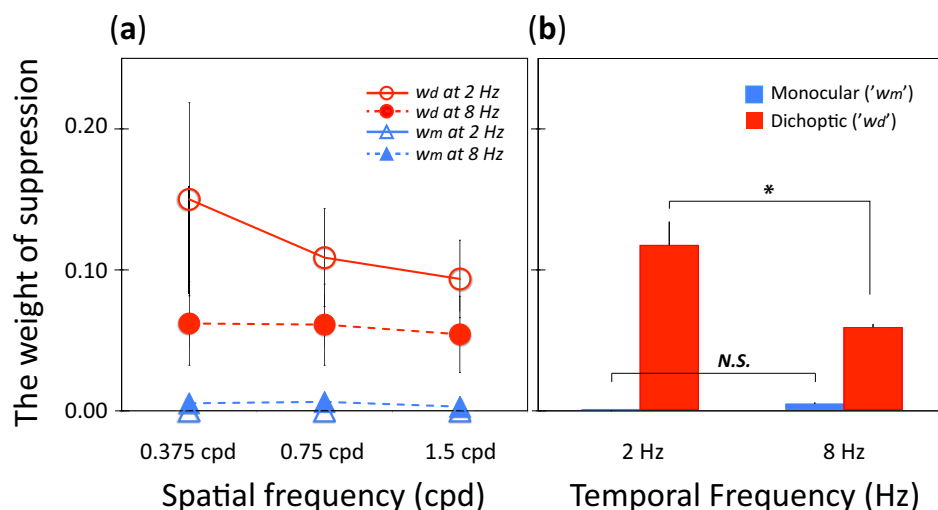 (a)
The weight of suppression
0.20
0.10
0.00
wd at 2 Hz
wd at 8 Hz
wm at 2 Hz
wm at 8 Hz
0.375 cpd 0.75 cpd 1.5 cpd
Spatial frequency (cpd)
(b)
Monocular ('wm')
Dichoptic ('wd')
*
N.S.
2 Hz 8 Hz
Temporal Frequency (Hz)